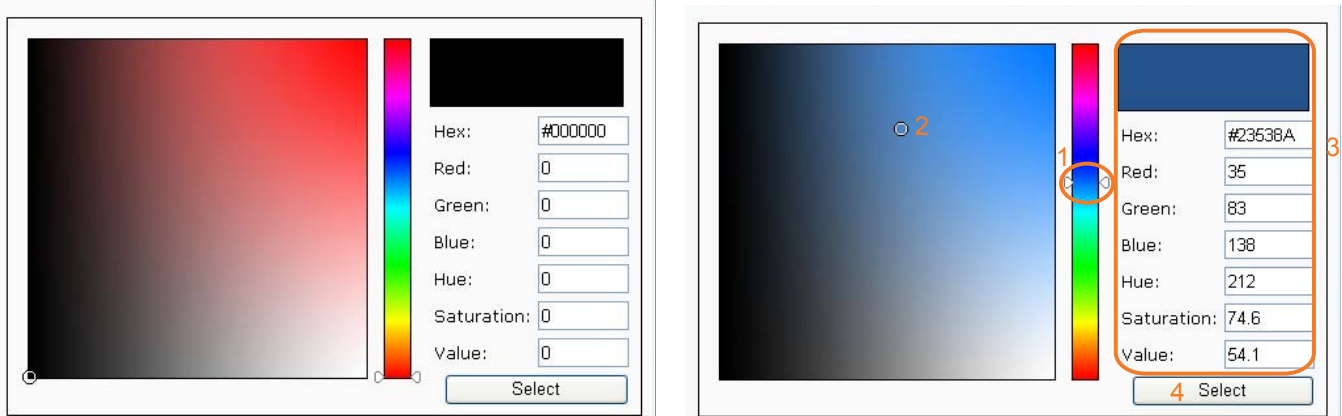 Hex: #000000
Red: 0
Green: 0
Blue: 0
Hue: 0
Saturation: 0
Value: 0
Select
2
1
3
Hex: #23538A
Red: 35
Green: 83
Blue: 138
Hue: 212
Saturation: 74.6
Value: 54.1
4 Select